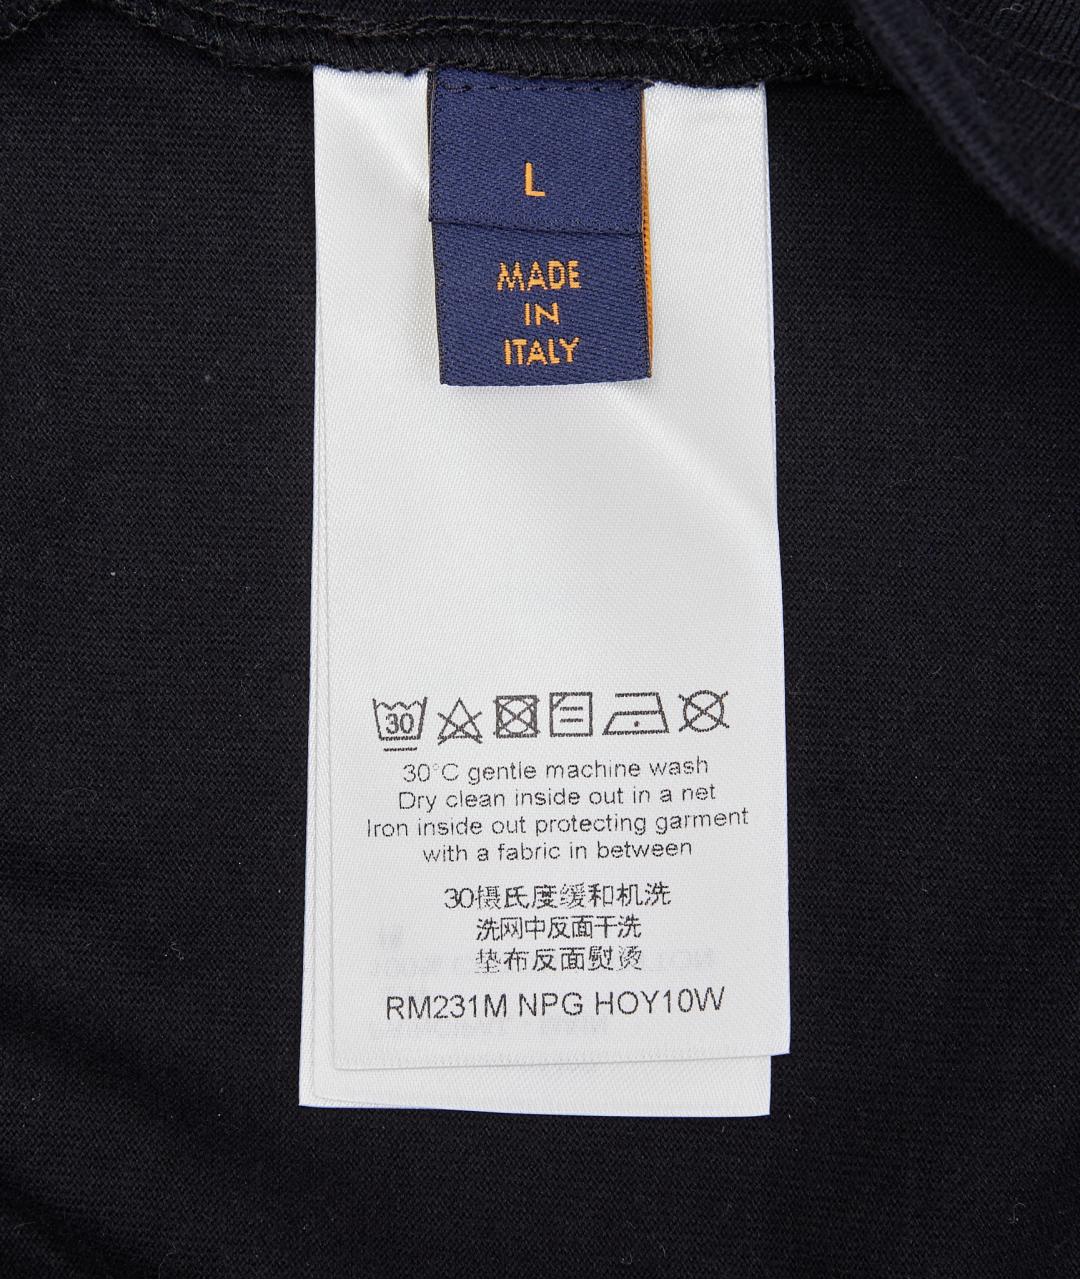 L
MADE
IN
ITALY
30
30°C gentle machine wash
Dry clean inside out in a net
Iron inside out protecting garment
with a fabric in between
30摄氏度缓和机洗
洗网中反面干洗
垫布反面熨烫
RM231M NPG HOY10W